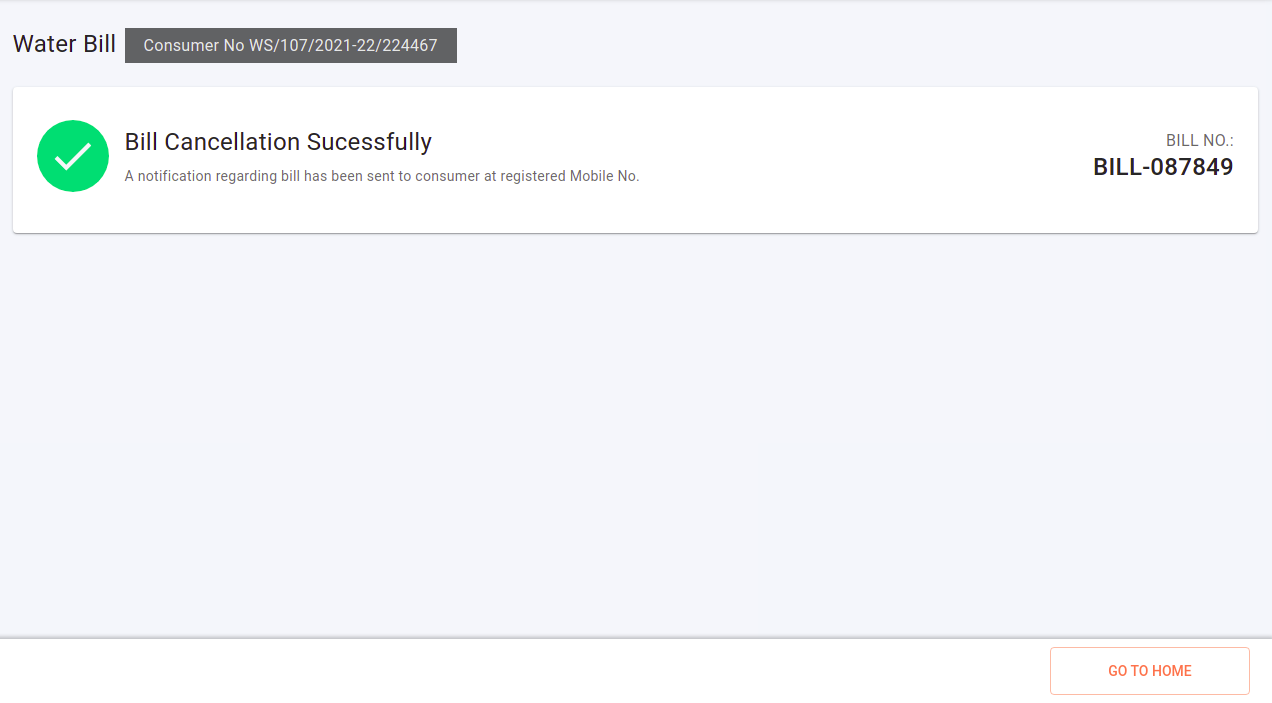 Water Bill
Consumer No WS/107/2021-22/224467
Bill Cancellation Sucessfully
A notification regarding bill has been sent to consumer at registered Mobile No.
BILL NO.:
BILL-087849
GO TO HOME